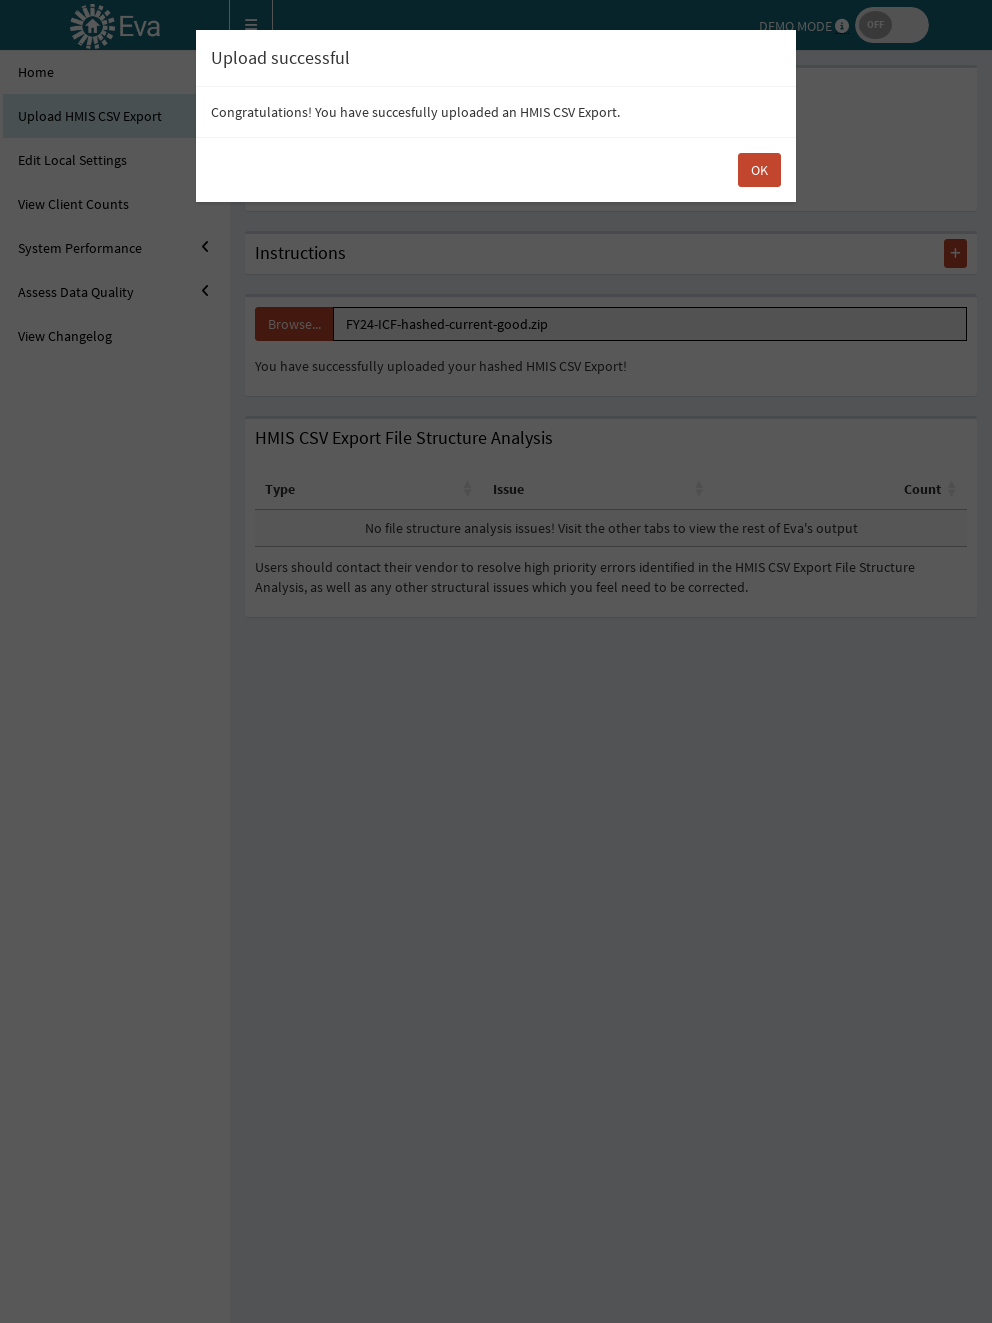 Eva
DEMO MODE
OFF
Upload successful
Congratulations! You have succesfully uploaded an HMIS CSV Export.
OK
Home
Upload HMIS CSV Export
Edit Local Settings
View Client Counts
System Performance
Assess Data Quality
View Changelog
Instructions
Browse...
FY24-ICF-hashed-current-good.zip
You have successfully uploaded your hashed HMIS CSV Export!
HMIS CSV Export File Structure Analysis
Type Issue Count
No file structure analysis issues! Visit the other tabs to view the rest of Eva's output
Users should contact their vendor to resolve high priority errors identified in the HMIS CSV Export File Structure
Analysis, as well as any other structural issues which you feel need to be corrected.